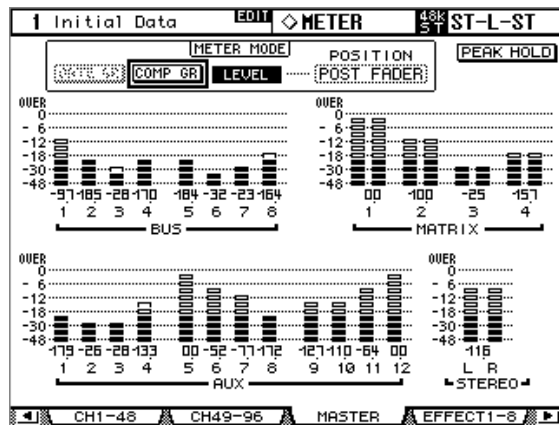 1 Initial Data EDIT ◇METER 48K ST ST-L-ST
METER MODE POSITION PEAK HOLD
GATE GR COMP GR LEVEL POST FADER
OVER OVER
0 0
- 6 - 6
-12 -12
-18 -18
-30 -30
-48 -48
-97 -185 -28 -170 -184 -32 -23 -164 00 -100 -25 -157
1 2 3 4 5 6 7 8 1 2 3 4
BUS MATRIX
OVER OVER
0 0
- 6 - 6
-12 -12
-18 -18
-30 -30
-48 -48
-179 -26 -28 -133 00 -52 -77 -172 -127 -110 -64 00 -116
1 2 3 4 5 6 7 8 9 10 11 12 L R
AUX STEREO
CH1-48 CH49-96 MASTER EFFECT1-8